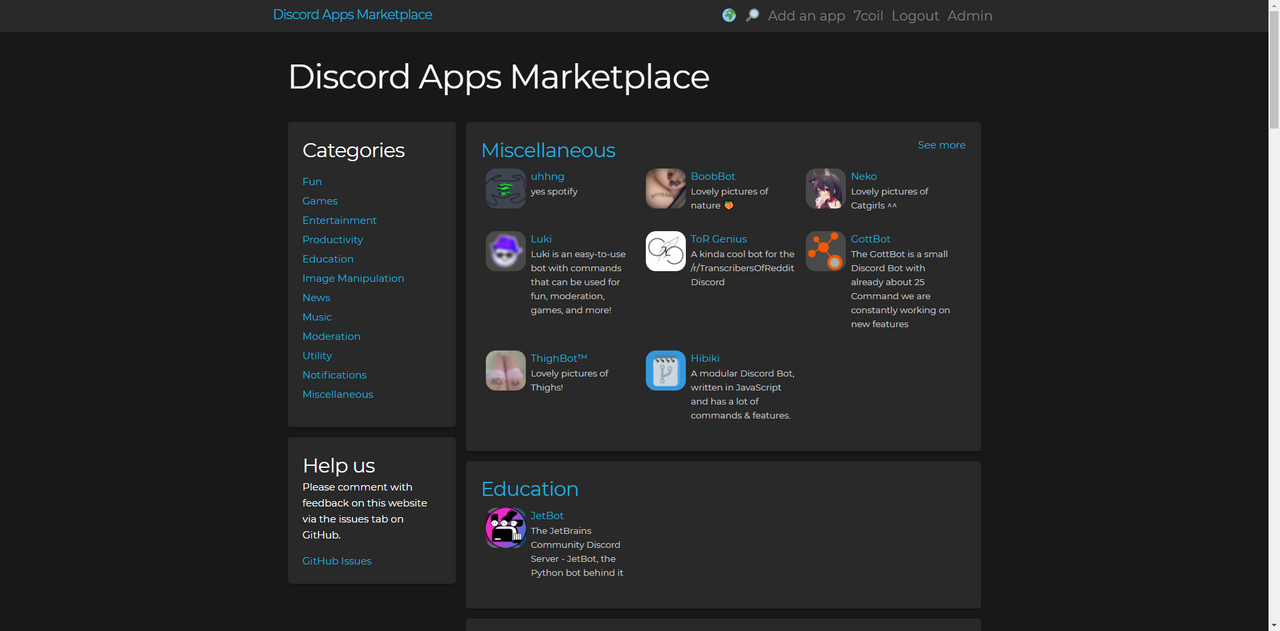 Discord Apps Marketplace
🌍 🔎 Add an app 7coil Logout Admin
Discord Apps Marketplace
Categories
Fun
Games
Entertainment
Productivity
Education
Image Manipulation
News
Music
Moderation
Utility
Notifications
Miscellaneous
Help us
Please comment with
feedback on this website
via the issues tab on
GitHub.
GitHub Issues
Miscellaneous
See more
uhhng
yes spotify
BoobBot
Lovely pictures of
nature 🍑
Neko
Lovely pictures of
Catgirls ^^
Luki
Luki is an easy-to-use
bot with commands
that can be used for
fun, moderation,
games, and more!
ToR Genius
A kinda cool bot for the
/r/TranscribersOfReddit
Discord
GottBot
The GottBot is a small
Discord Bot with
already about 25
Command we are
constantly working on
new features
ThighBot™
Lovely pictures of
Thighs!
Hibiki
A modular Discord Bot,
written in JavaScript
and has a lot of
commands & features.
Education
JetBot
The JetBrains
Community Discord
Server - JetBot, the
Python bot behind it